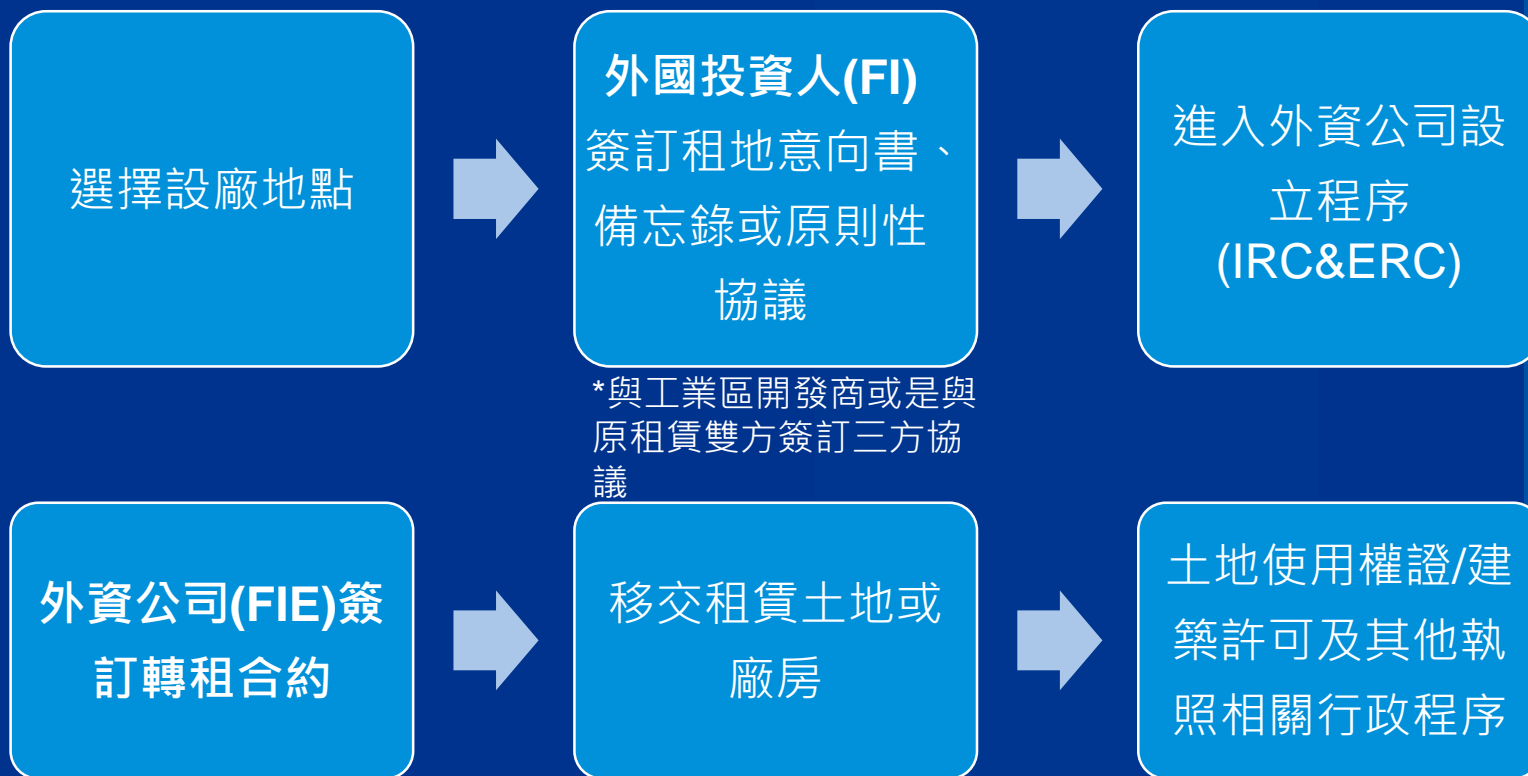 選擇設廠地點
外國投資人(FI)
簽訂租地意向書、
備忘錄或原則性
協議
進入外資公司設
立程序
(IRC&ERC)
*與工業區開發商或是與
原租賃雙方簽訂三方協
議
外資公司(FIE)簽
訂轉租合約
移交租賃土地或
廠房
土地使用權證/建
築許可及其他執
照相關行政程序